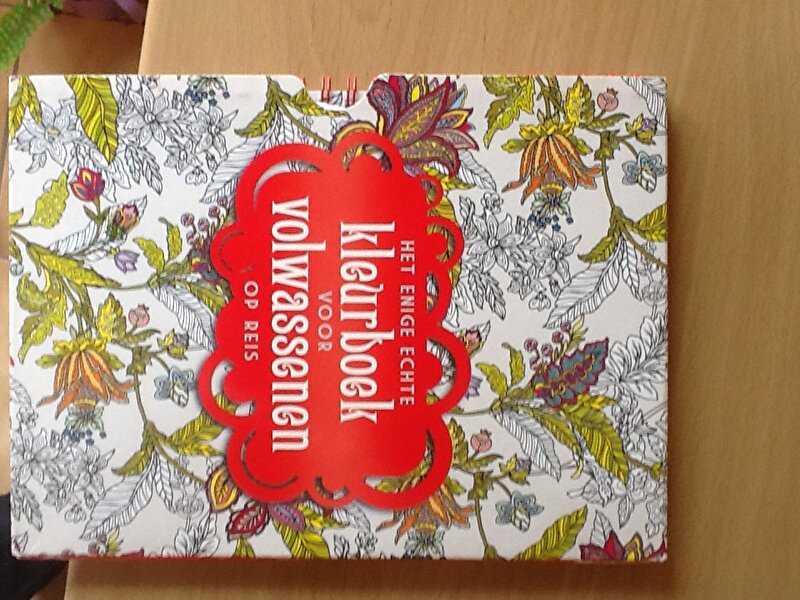 HET ENIGE ECHTE
kleurboek
VOOR
volwassenen
OP REIS